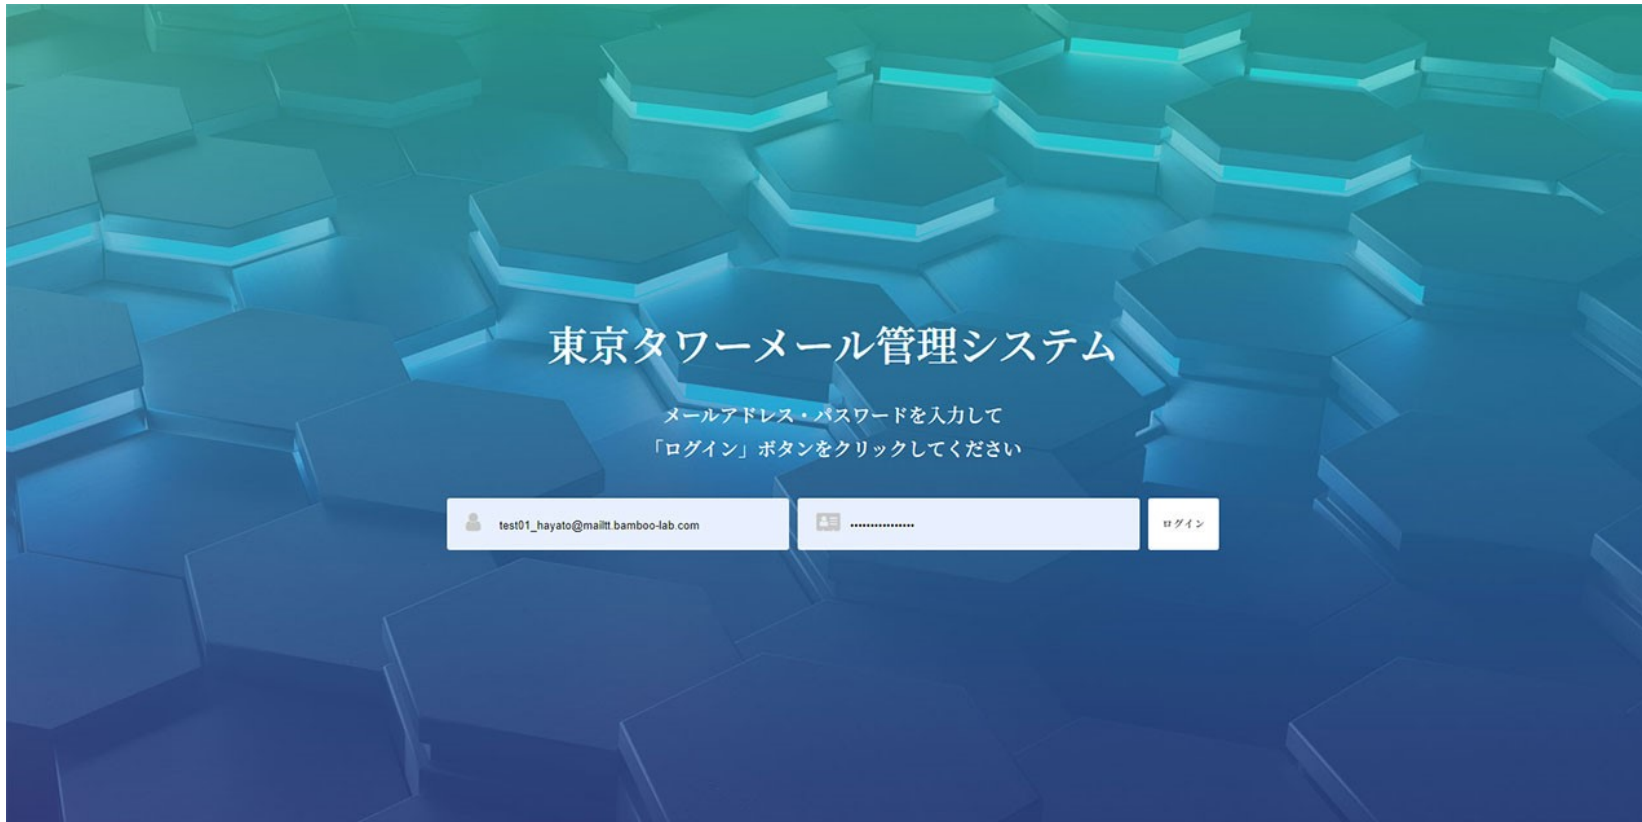 東京タワーメール管理システム
メールアドレス・パスワードを入力して
「ログイン」ボタンをクリックしてください
test01_hayato@mailtt.bamboo-lab.com
ログイン